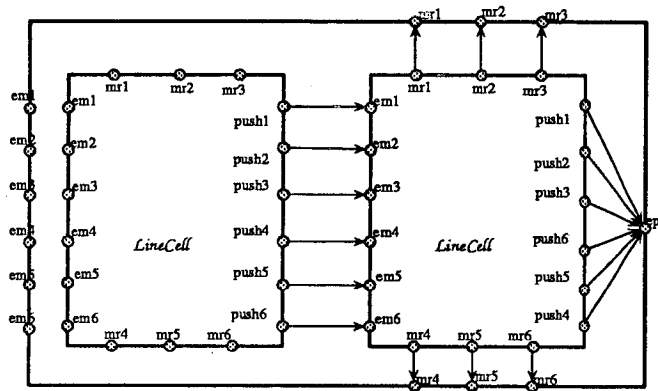 mr1 mr2 mr3
mr1 mr2 mr3
mr1 mr2 mr3
em1 em1 em1
push1 push1
em2 em2 em2
push2 push2
em3 em3 em3
push3 push3
em4 em4 em4
push4 push6
LineCell LineCell
ep
em5 em5 em5
push5 push5
em6 em6 em6
push6 push4
mr4 mr5 mr6
mr4 mr5 mr6
mr4 mr5 mr6